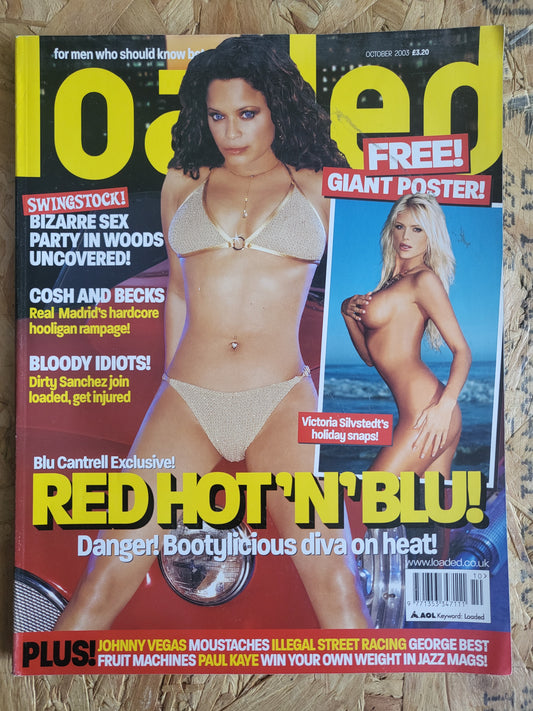 for men who should know be
OCTOBER 2003 £3.20
loaded
FREE!
GIANT POSTER!
SWINGSTOCK!
BIZARRE SEX
PARTY IN WOODS
UNCOVERED!
COSH AND BECKS
Real Madrid's hardcore
hooligan rampage!
BLOODY IDIOTS!
Dirty Sanchez join
loaded, get injured
Victoria Silvstedt's
holiday snaps!
Blu Cantrell Exclusive!
RED HOT 'N' BLU!
Danger! Bootylicious diva on heat!
www.loaded.co.uk
10
9 771353 347111
AOL Keyword: Loaded
PLUS! JOHNNY VEGAS MOUSTACHES ILLEGAL STREET RACING GEORGE BEST
FRUIT MACHINES PAUL KAYE WIN YOUR OWN WEIGHT IN JAZZ MAGS!